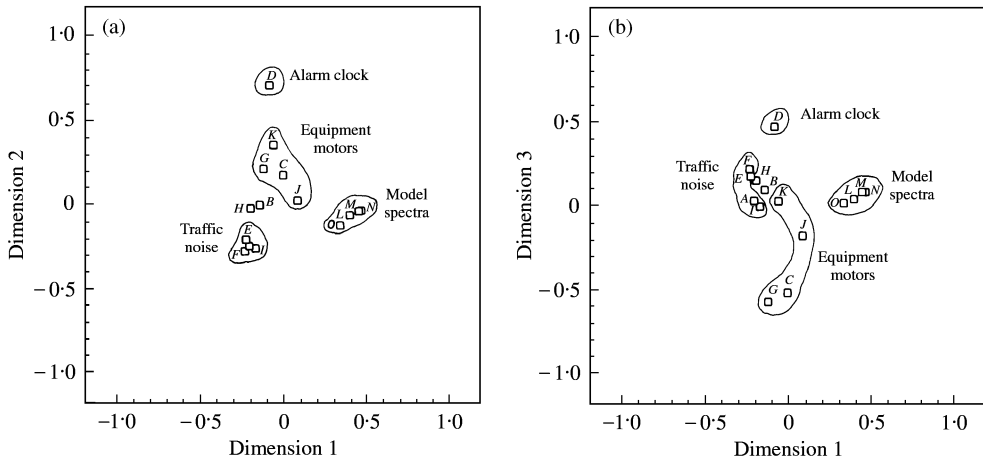 (a)
1·0
0·5
0
−0·5
−1·0
Dimension 2
D
Alarm clock
K
Equipment
motors
G
C
J
H
B
Model
spectra
M
N
L
O
Traffic
noise
E
F
I
−1·0
−0·5
0
0·5
1·0
Dimension 1
(b)
1·0
0·5
0
−0·5
−1·0
Dimension 3
D
Alarm clock
Traffic
noise
F
E
H
B
A
I
K
J
Model
spectra
M
N
L
O
Equipment
motors
G
C
−1·0
−0·5
0
0·5
1·0
Dimension 1